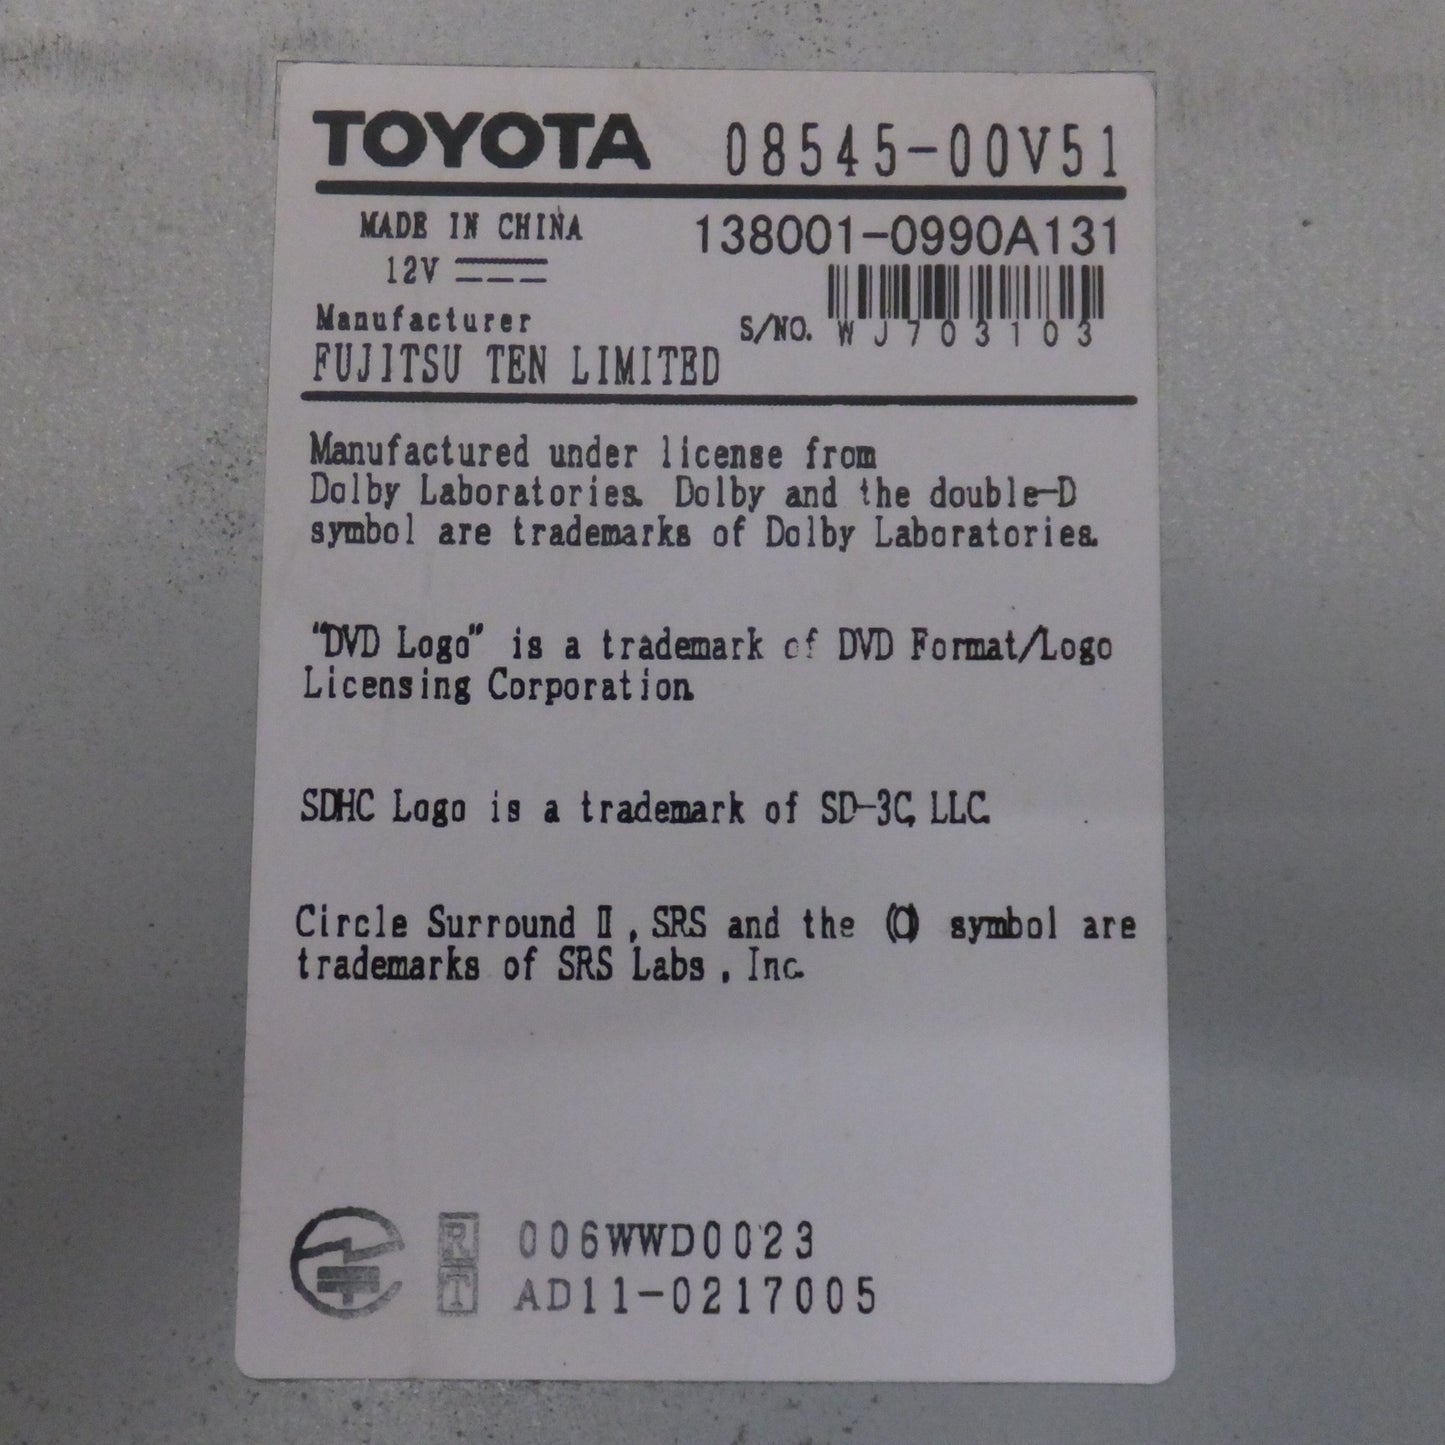 TOYOTA 08545-00V51
MADE IN CHINA 138001-0990A131
12V
Manufacturer S/NO. WJ703103
FUJITSU TEN LIMITED
Manufactured under license from
Dolby Laboratories. Dolby and the double-D
symbol are trademarks of Dolby Laboratories.
"DVD Logo" is a trademark of DVD Format/Logo
Licensing Corporation.
SDHC Logo is a trademark of SD-3C, LLC.
Circle Surround II, SRS and the (O) symbol are
trademarks of SRS Labs, Inc.
R 006WWD0023
T AD11-0217005